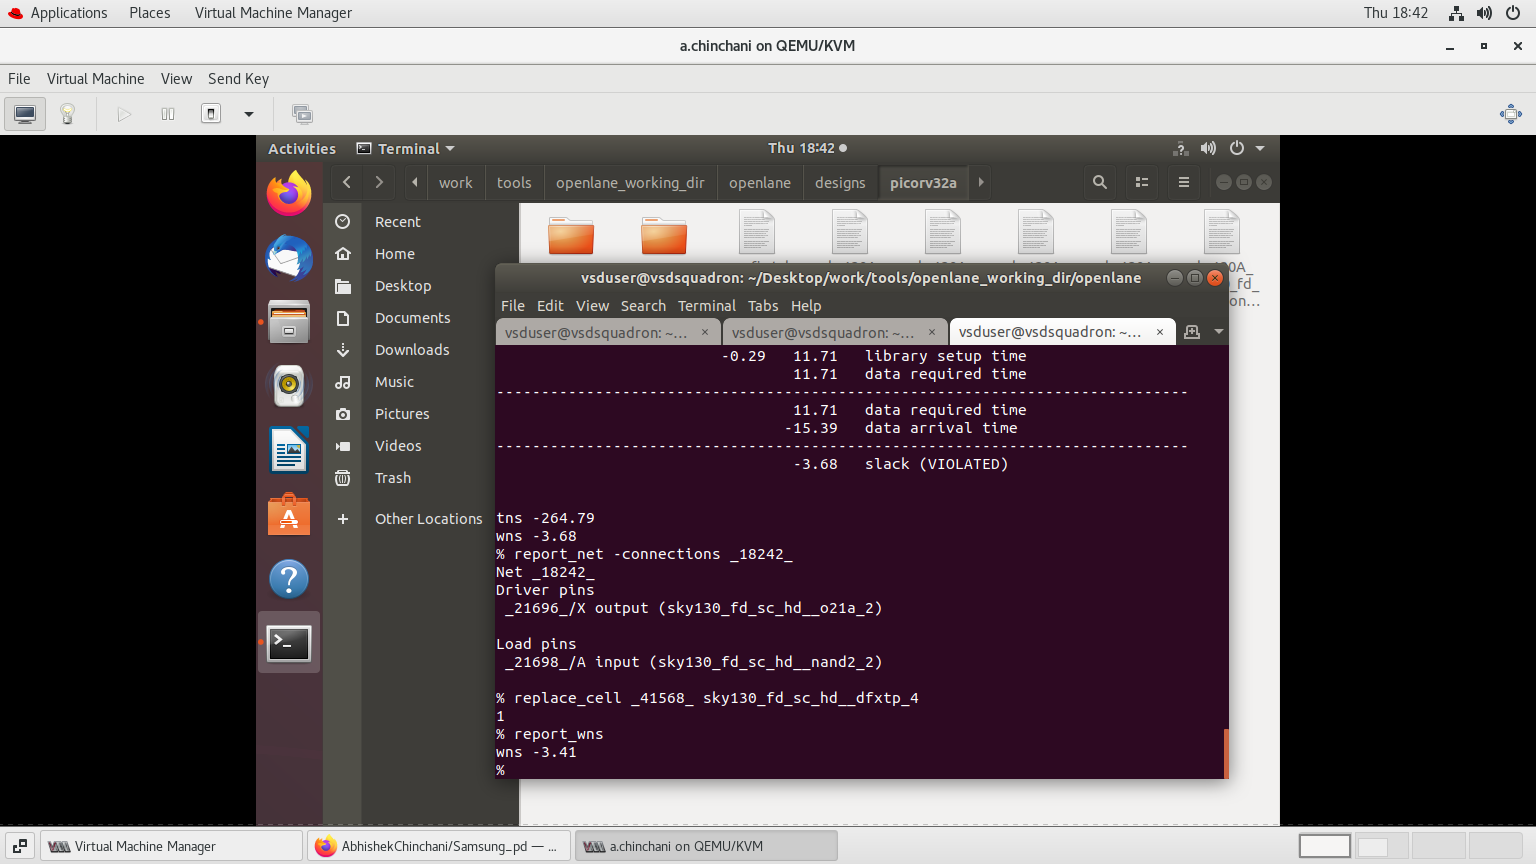 Applications Places Virtual Machine Manager Thu 18:42
a.chinchani on QEMU/KVM
File Virtual Machine View Send Key
Activities Terminal Thu 18:42
work tools openlane_working_dir openlane designs picorv32a
Recent
Home
Desktop
Documents
Downloads
Music
Pictures
Videos
Trash
Other Locations
vsduser@vsdsquadron: ~/Desktop/work/tools/openlane_working_dir/openlane
File Edit View Search Terminal Tabs Help
vsduser@vsdsquadron: ~/... vsduser@vsdsquadron: ~/... vsduser@vsdsquadron: ~/...
-0.29 11.71 library setup time
11.71 data required time
-----------------------------------------------------------------------------
11.71 data required time
-15.39 data arrival time
-----------------------------------------------------------------------------
-3.68 slack (VIOLATED)
tns -264.79
wns -3.68
% report_net -connections _18242_
Net _18242_
Driver pins
_21696_/X output (sky130_fd_sc_hd__o21a_2)
Load pins
_21698_/A input (sky130_fd_sc_hd__nand2_2)
% replace_cell _41568_ sky130_fd_sc_hd__dfxtp_4
1
% report_wns
wns -3.41
%
Virtual Machine Manager AbhishekChinchani/Samsung_pd — ... a.chinchani on QEMU/KVM